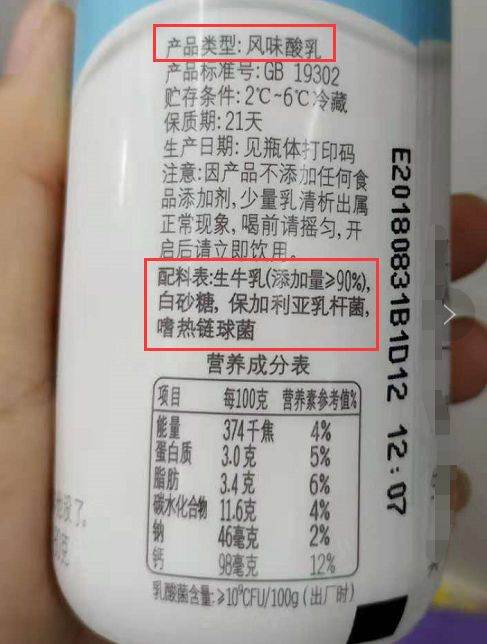 产品类型:风味酸乳
产品标准号:GB 19302
贮存条件:2℃~6℃冷藏
保质期:21天
生产日期:见瓶体打印码
注意:因产品不添加任何食
品添加剂,少量乳清析出属
正常现象,喝前请摇匀,开
启后请立即饮用。
配料表:生牛乳(添加量≥90%),
白砂糖,保加利亚乳杆菌,
嗜热链球菌
营养成分表
项目 每100克 营养素参考值%
能量 374千焦 4%
蛋白质 3.0克 5%
脂肪 3.4克 6%
碳水化合物 11.6克 4%
钠 46毫克 2%
钙 98毫克 12%
乳酸菌含量:≥10⁹CFU/100g(出厂时)
E20180831B1D12 12:07
没了。
克